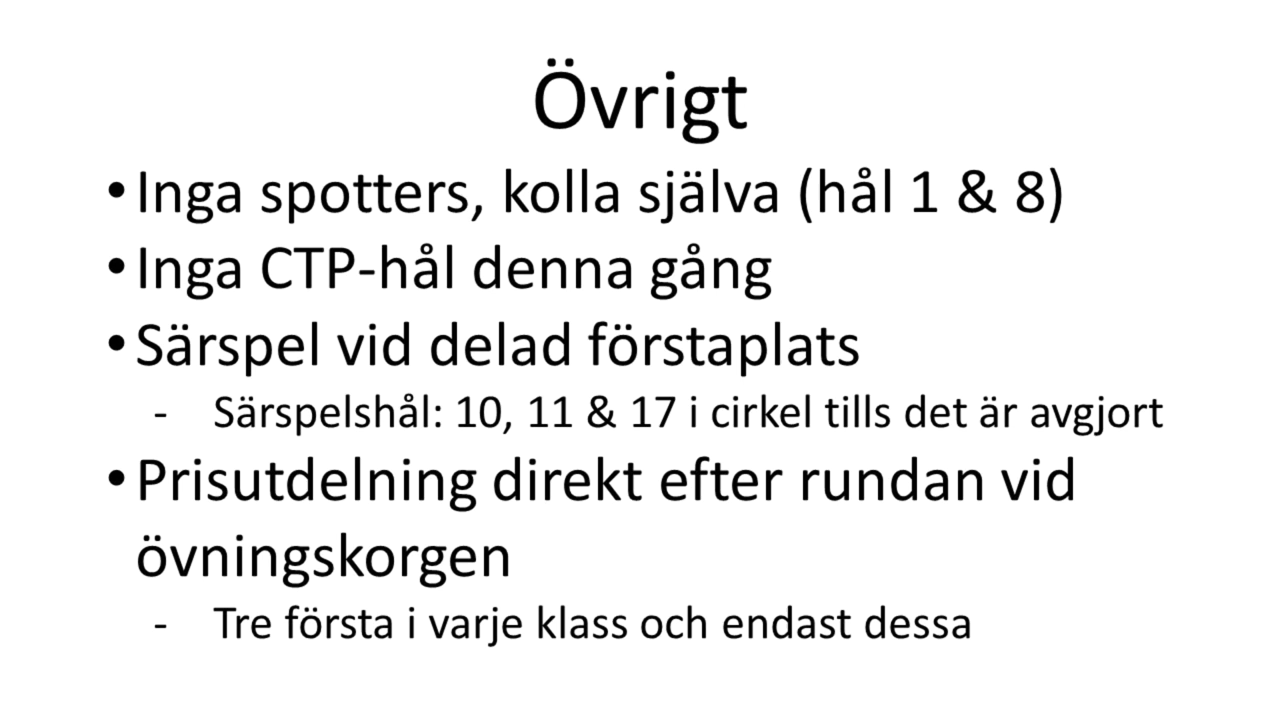 Övrigt
•Inga spotters, kolla själva (hål 1 & 8)
•Inga CTP-hål denna gång
•Särspel vid delad förstaplats
- Särspelshål: 10, 11 & 17 i cirkel tills det är avgjort
•Prisutdelning direkt efter rundan vid
övningskorgen
- Tre första i varje klass och endast dessa